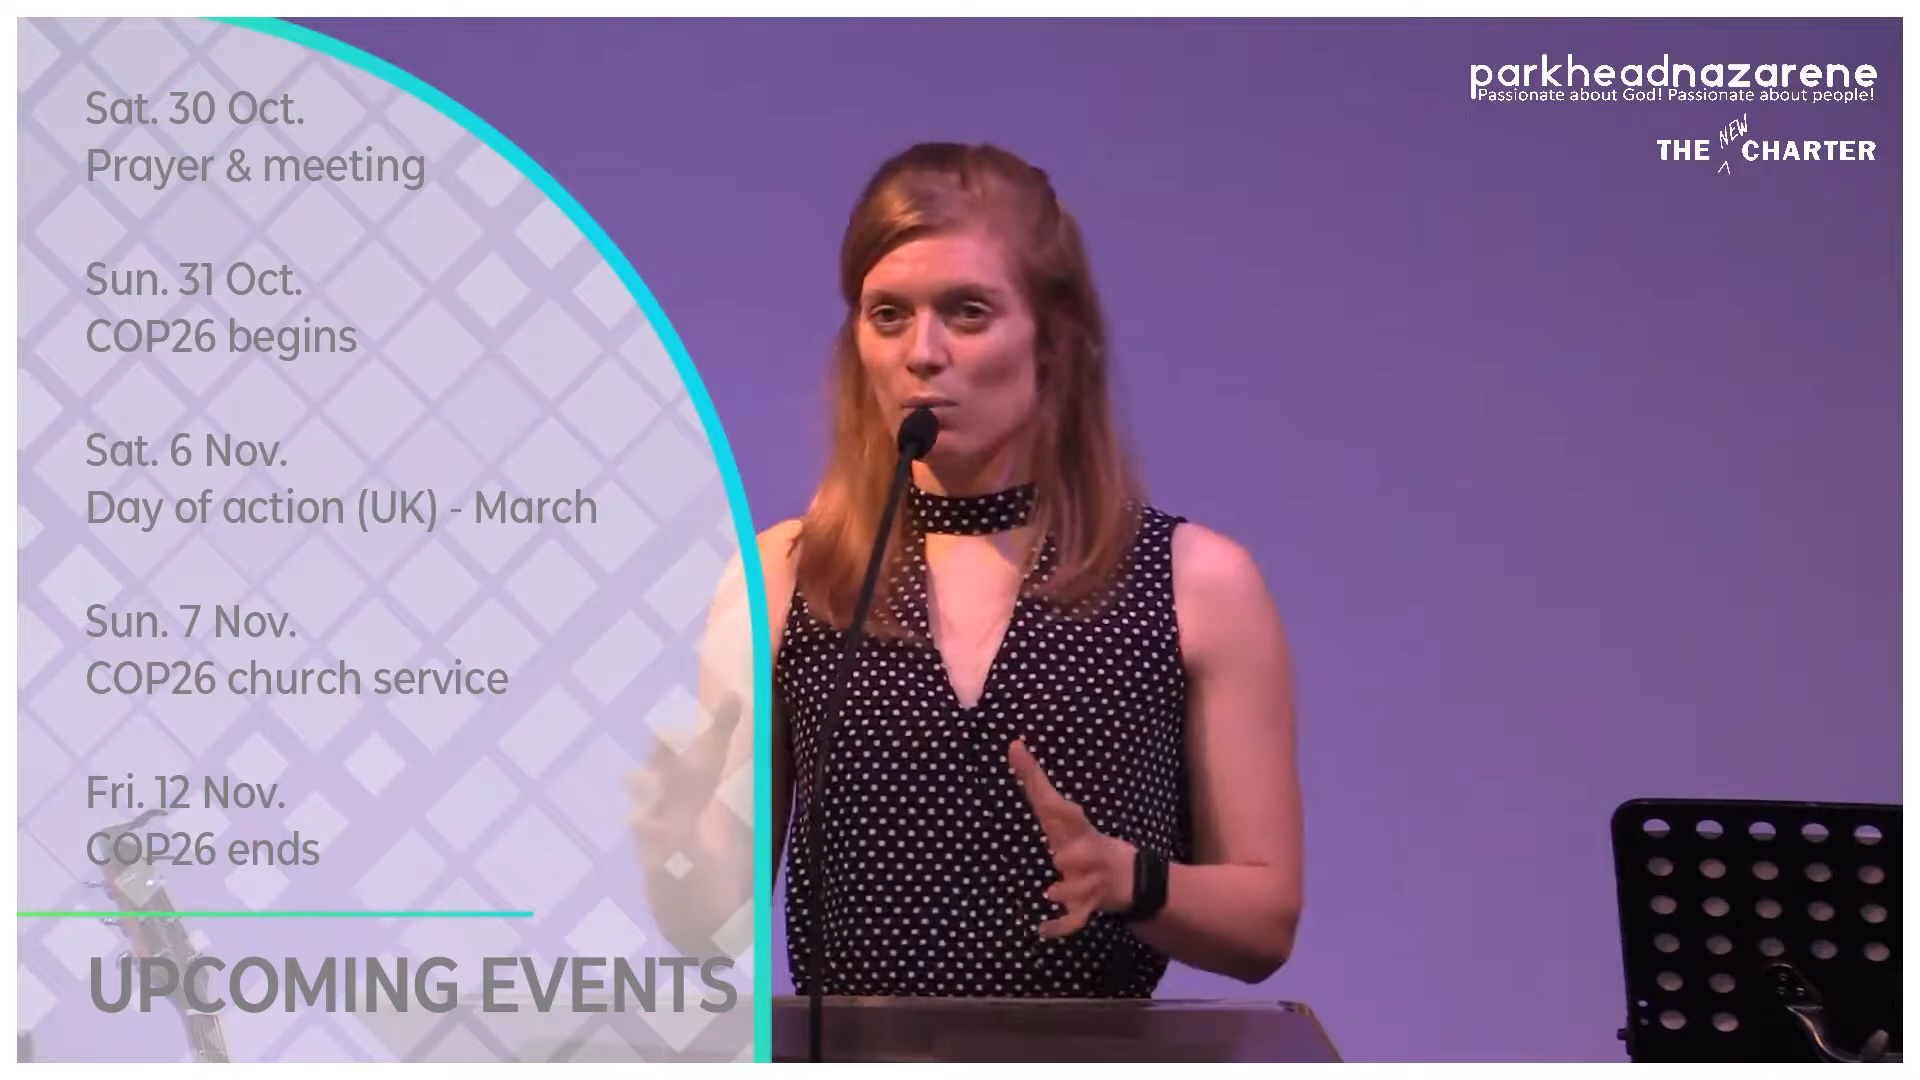 Sat. 30 Oct.
Prayer & meeting
Sun. 31 Oct.
COP26 begins
Sat. 6 Nov.
Day of action (UK) - March
Sun. 7 Nov.
COP26 church service
Fri. 12 Nov.
COP26 ends
UPCOMING EVENTS
parkheadnazarene
Passionate about God! Passionate about people!
NEW
THE ^ CHARTER